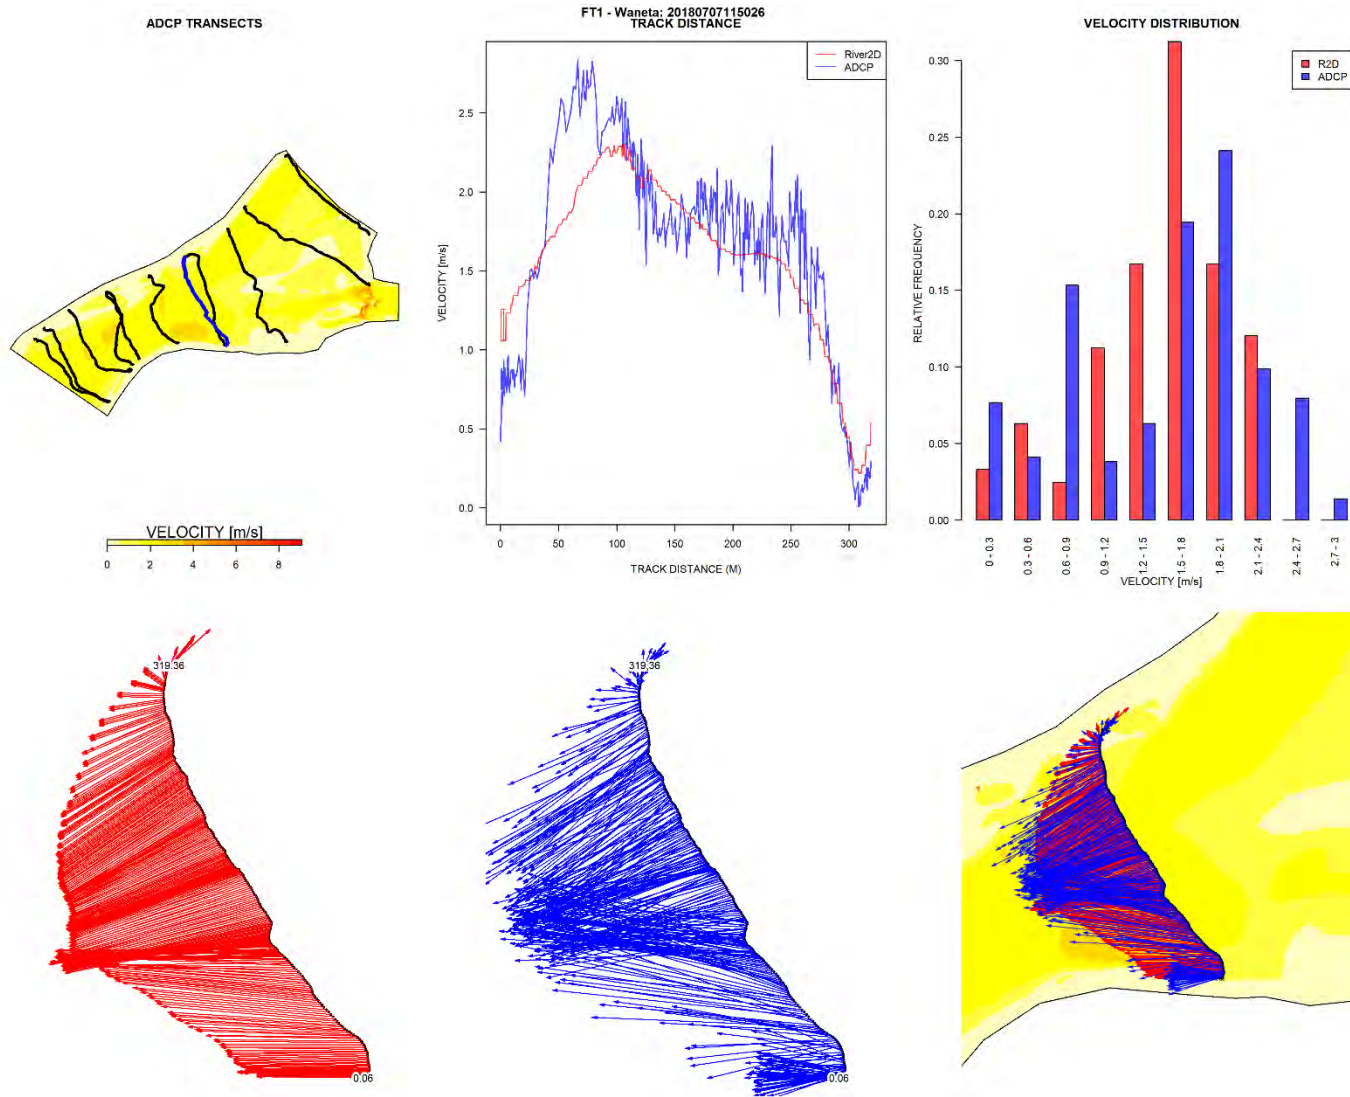 FT1 - Waneta: 20180707115026
ADCP TRANSECTS
VELOCITY [m/s]
0 2 4 6 8
TRACK DISTANCE
River2D
ADCP
VELOCITY [m/s]
2.5
2.0
1.5
1.0
0.5
0.0
0 50 100 150 200 250 300
TRACK DISTANCE (M)
VELOCITY DISTRIBUTION
R2D
ADCP
RELATIVE FREQUENCY
0.30
0.25
0.20
0.15
0.10
0.05
0.00
0 - 0.3
0.3 - 0.6
0.6 - 0.9
0.9 - 1.2
1.2 - 1.5
1.5 - 1.8
1.8 - 2.1
2.1 - 2.4
2.4 - 2.7
2.7 - 3
VELOCITY [m/s]
319.36
0.06
319.36
0.06